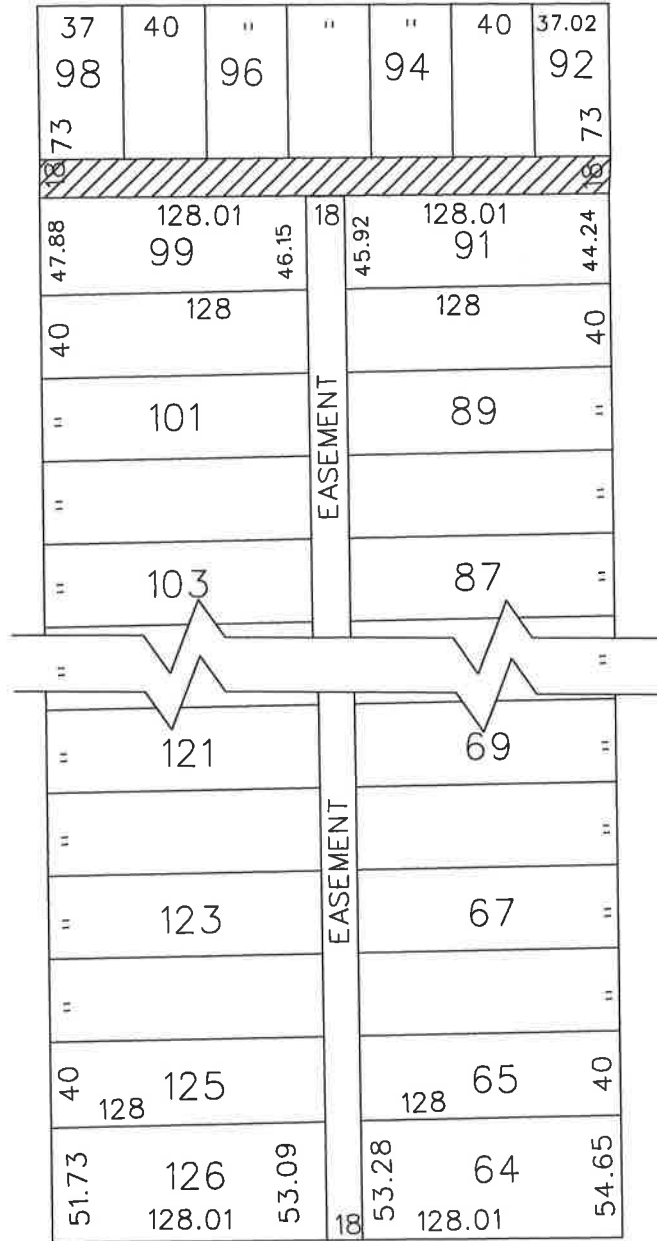 37 40 " " " 40 37.02
98 96 94 92
73 73
18 18
128.01 18 128.01
47.88 99 46.15 45.92 91 44.24
128 128
40 40
" 101 89 "
EASEMENT
" "
" 103 87 "
" "
" 121 69 "
" "
EASEMENT
" 123 67 "
" "
40 125 65 40
128 128
51.73 126 53.09 53.28 64 54.65
128.01 18 128.01